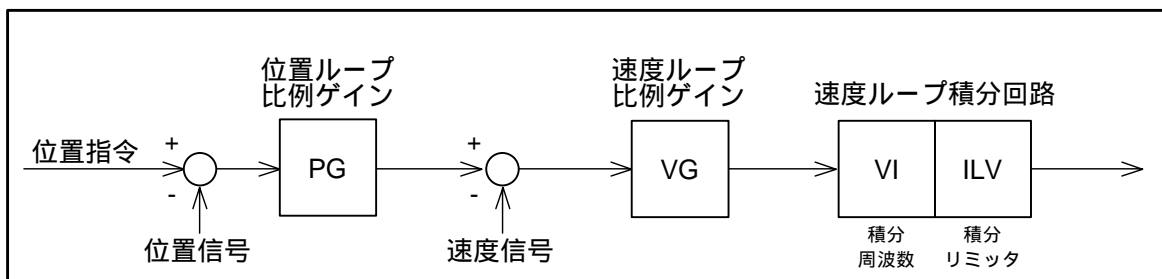 位置ループ
比例ゲイン
速度ループ
比例ゲイン
速度ループ積分回路
位置指令
+
-
PG
+
-
VG
VI
ILV
位置信号
速度信号
積分
周波数
積分
リミッタ